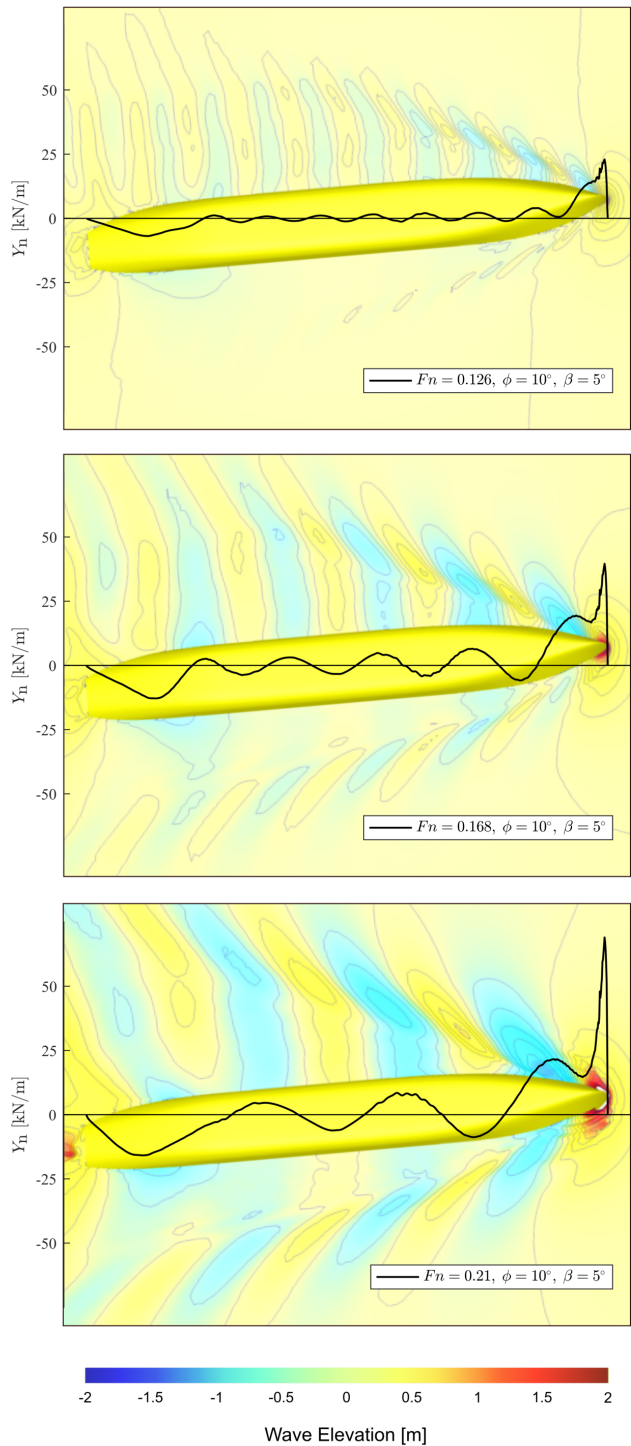 50
25
0
-25
-50
Yn [kN/m]
Fn = 0.126, ϕ = 10°, β = 5°
50
25
0
-25
-50
Yn [kN/m]
Fn = 0.168, ϕ = 10°, β = 5°
50
25
0
-25
-50
Yn [kN/m]
Fn = 0.21, ϕ = 10°, β = 5°
-2 -1.5 -1 -0.5 0 0.5 1 1.5 2
Wave Elevation [m]